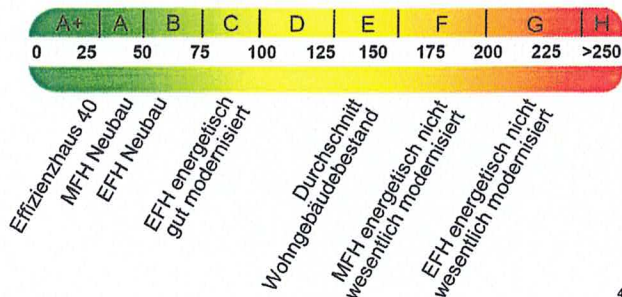 A+ A B C D E F G H
0 25 50 75 100 125 150 175 200 225 >250
Effizienzhaus 40
MFH Neubau
EFH Neubau
EFH energetisch
gut modernisiert
Durchschnitt
Wohngebäudebestand
MFH energetisch nicht
wesentlich modernisiert
EFH energetisch nicht
wesentlich modernisiert